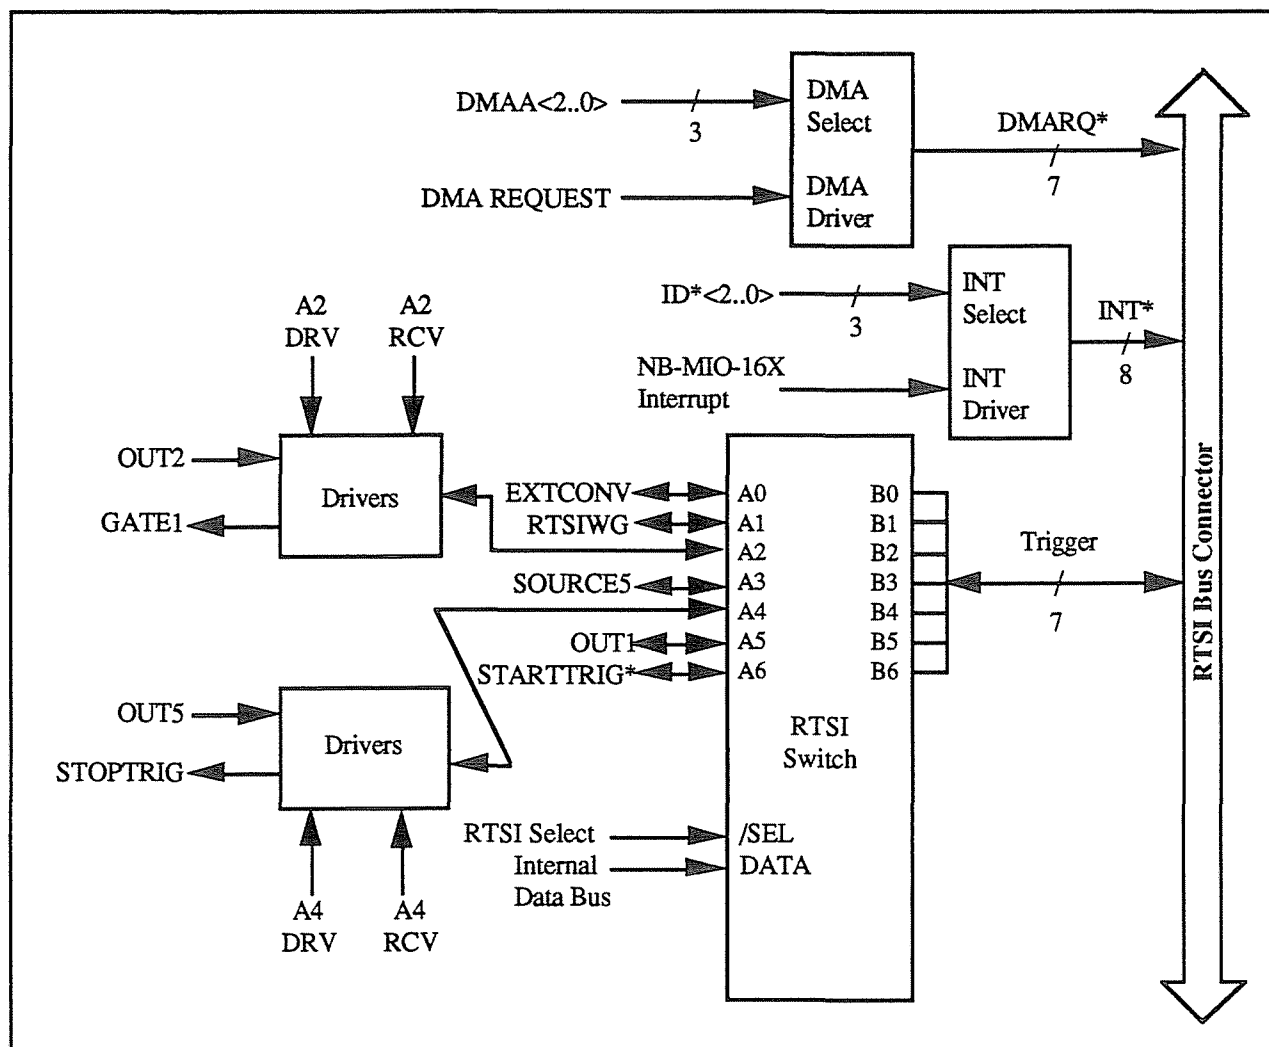 DMAA<2..0>
3
DMA
Select
DMA REQUEST
DMA
Driver
DMARQ*
7
ID*<2..0>
3
INT
Select
NB-MIO-16X
Interrupt
INT
Driver
INT*
8
A2
DRV
A2
RCV
OUT2
GATE1
Drivers
EXTCONV
RTSIWG
SOURCE5
OUT1
STARTTRIG*
A0
A1
A2
A3
A4
A5
A6
B0
B1
B2
B3
B4
B5
B6
Trigger
7
RTSI Bus Connector
RTSI
Switch
OUT5
STOPTRIG
Drivers
RTSI Select
Internal
Data Bus
/SEL
DATA
A4
DRV
A4
RCV